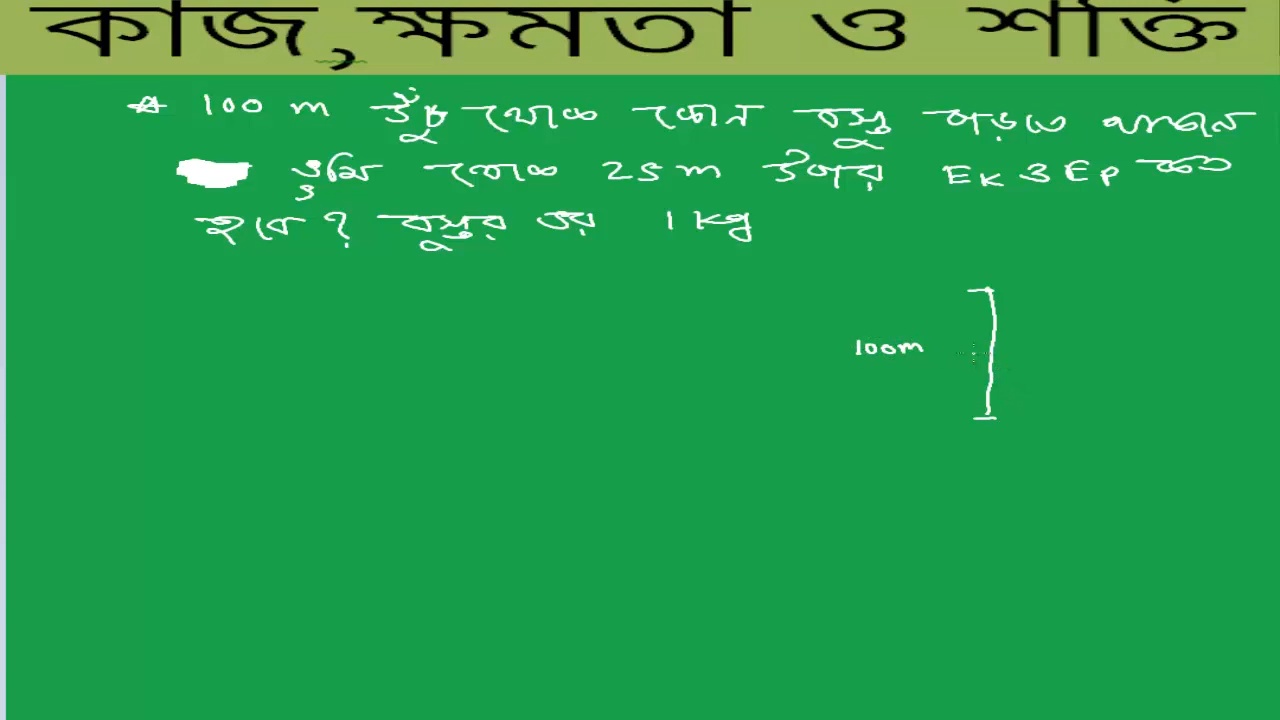 কাজ,ক্ষমতা ও শক্তি
* 100 m উঁচু থেকে কোন বস্তু পড়তে থাকলে
ভুমি থেকে 25 m উপরে Ek ও Ep কত
হবে? বস্তুর ভর 1 kg
100m